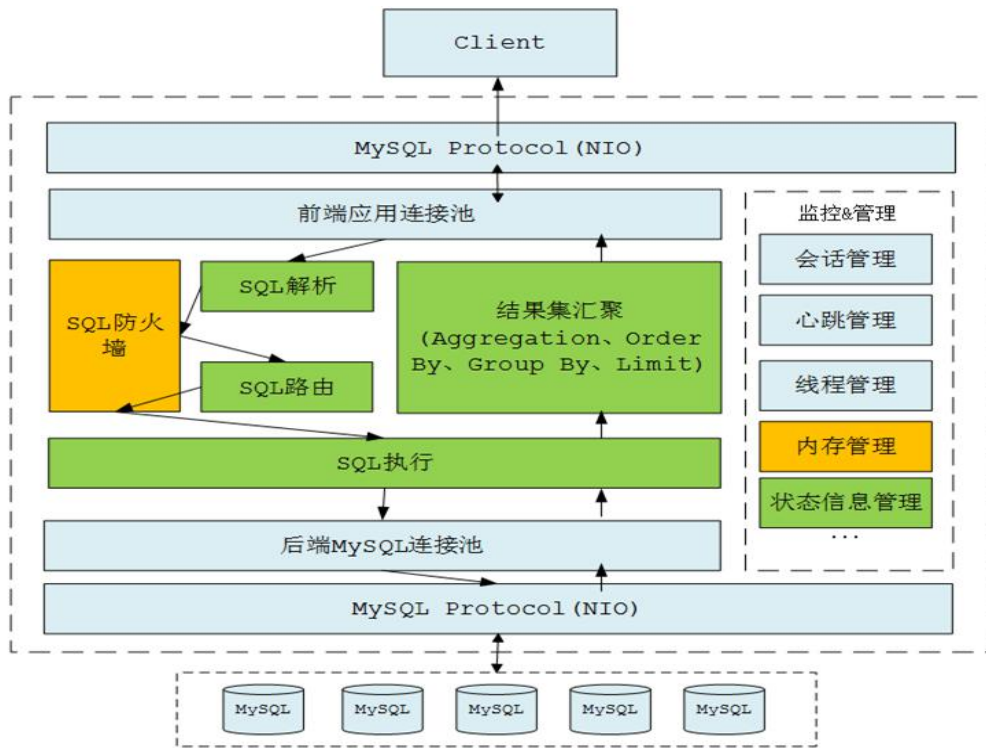 Client
MySQL Protocol(NIO)
前端应用连接池
监控&管理
SQL解析
SQL防火
墙
SQL路由
结果集汇聚
(Aggregation、Order
By、Group By、Limit)
会话管理
心跳管理
线程管理
内存管理
状态信息管理
...
SQL执行
后端MySQL连接池
MySQL Protocol(NIO)
MySQL
MySQL
MySQL
MySQL
MySQL